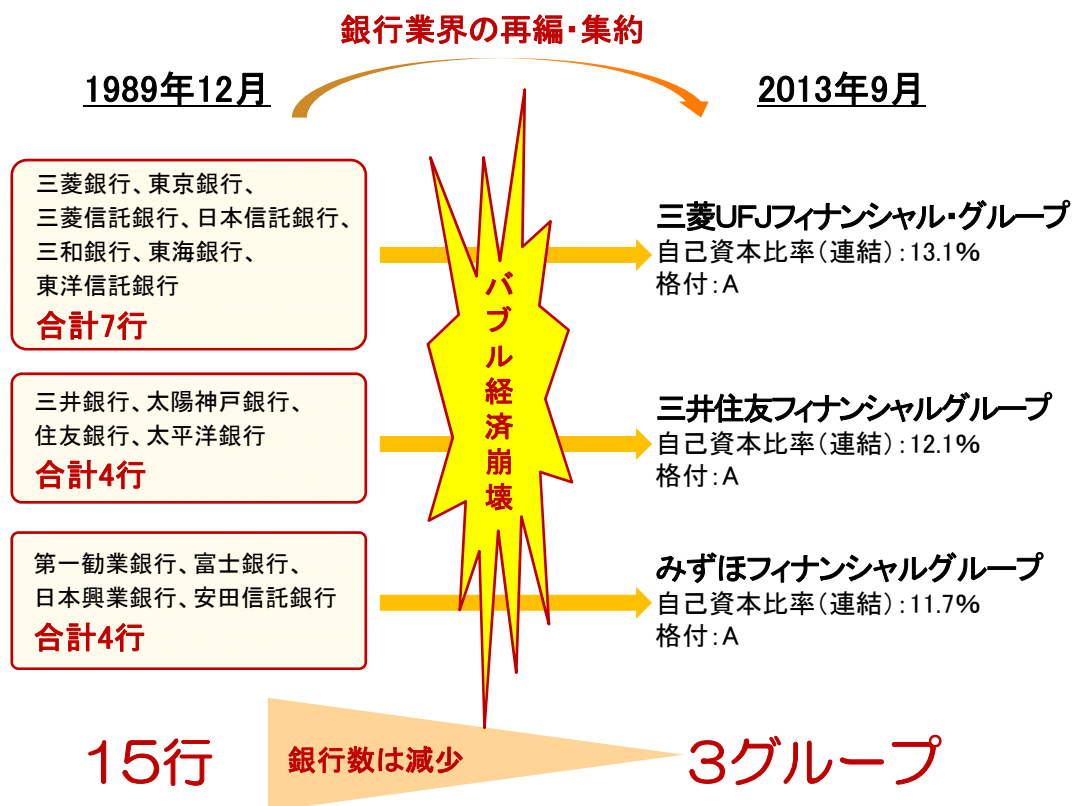 銀行業界の再編・集約
1989年12月
2013年9月
三菱銀行、東京銀行、
三菱信託銀行、日本信託銀行、
三和銀行、東海銀行、
東洋信託銀行
合計7行
三菱UFJフィナンシャル・グループ
自己資本比率(連結):13.1%
格付:A
バブル経済崩壊
三井銀行、太陽神戸銀行、
住友銀行、太平洋銀行
合計4行
三井住友フィナンシャルグループ
自己資本比率(連結):12.1%
格付:A
第一勧業銀行、富士銀行、
日本興業銀行、安田信託銀行
合計4行
みずほフィナンシャルグループ
自己資本比率(連結):11.7%
格付:A
15行
銀行数は減少
3グループ